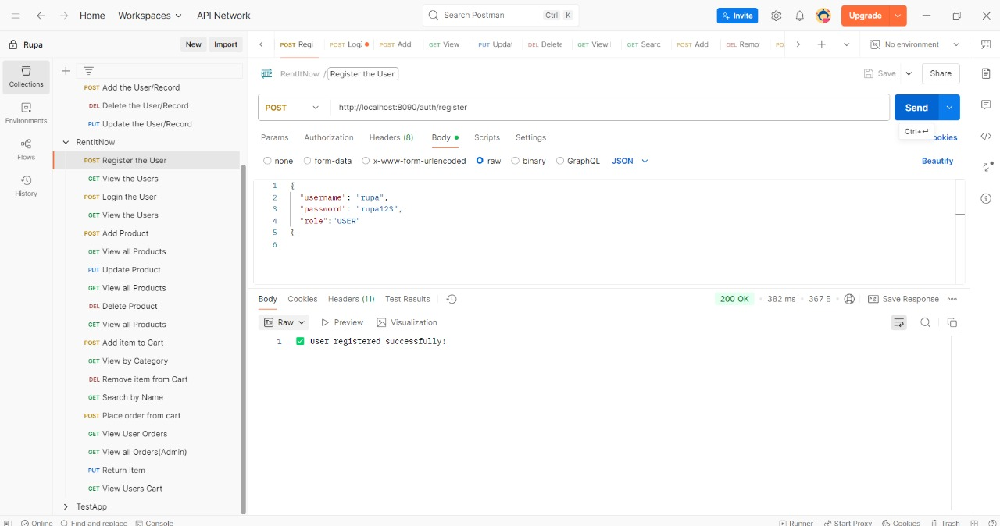 Home Workspaces API Network Search Postman Ctrl K Invite Upgrade
Rupa New Import
POST Regi POST Log POST Add GET View PUT Upda DEL Delete GET View GET Searc POST Add DEL Remo PO No environment
Collections
Environments
Flows
History
POST Add the User/Record
DEL Delete the User/Record
PUT Update the User/Record
RentItNow
POST Register the User
GET View the Users
POST Login the User
GET View the Users
POST Add Product
GET View all Products
PUT Update Product
GET View all Products
DEL Delete Product
GET View all Products
POST Add item to Cart
GET View by Category
DEL Remove item from Cart
GET Search by Name
POST Place order from cart
GET View User Orders
GET View all Orders(Admin)
PUT Return Item
GET View Users Cart
TestApp
HTTP RentItNow / Register the User Save Share
POST http://localhost:8090/auth/register Send
Ctrl+↵
Params Authorization Headers (8) Body Scripts Settings
none form-data x-www-form-urlencoded raw binary GraphQL JSON Beautify
1 {
2 "username": "rupa",
3 "password": "rupa123",
4 "role":"USER"
5 }
6
Body Cookies Headers (11) Test Results 200 OK • 382 ms • 367 B • Save Response
Raw Preview Visualization
1 ✅ User registered successfully!
Online Find and replace Console Runner Start Proxy Cookies Trash